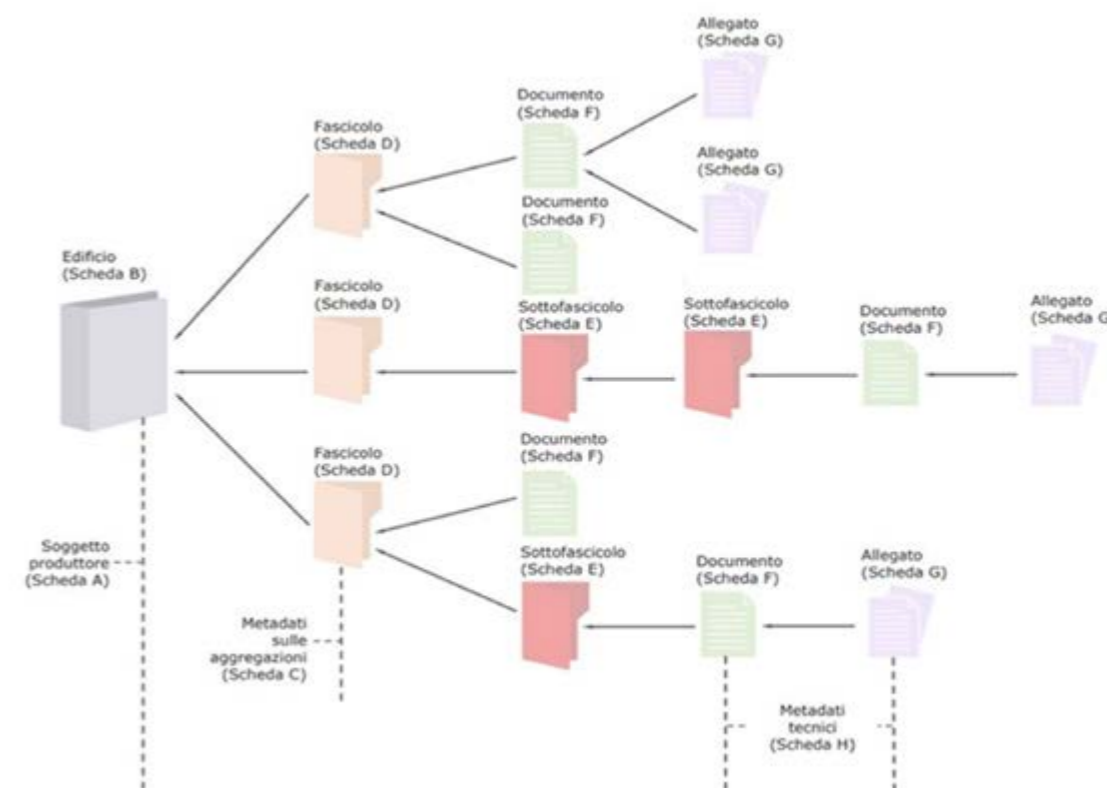 Allegato
(Scheda G)
Documento
(Scheda F)
Fascicolo
(Scheda D)
Allegato
(Scheda G)
Documento
(Scheda F)
Edificio
(Scheda B)
Fascicolo
(Scheda D)
Sottofascicolo
(Scheda E)
Sottofascicolo
(Scheda E)
Documento
(Scheda F)
Allegato
(Scheda G
Documento
(Scheda F)
Fascicolo
(Scheda D)
Soggetto
produttore
(Scheda A)
Sottofascicolo
(Scheda E)
Documento
(Scheda F)
Allegato
(Scheda G)
Metadati
sulle
aggregazioni
(Scheda C)
Metadati
tecnici
(Scheda H)